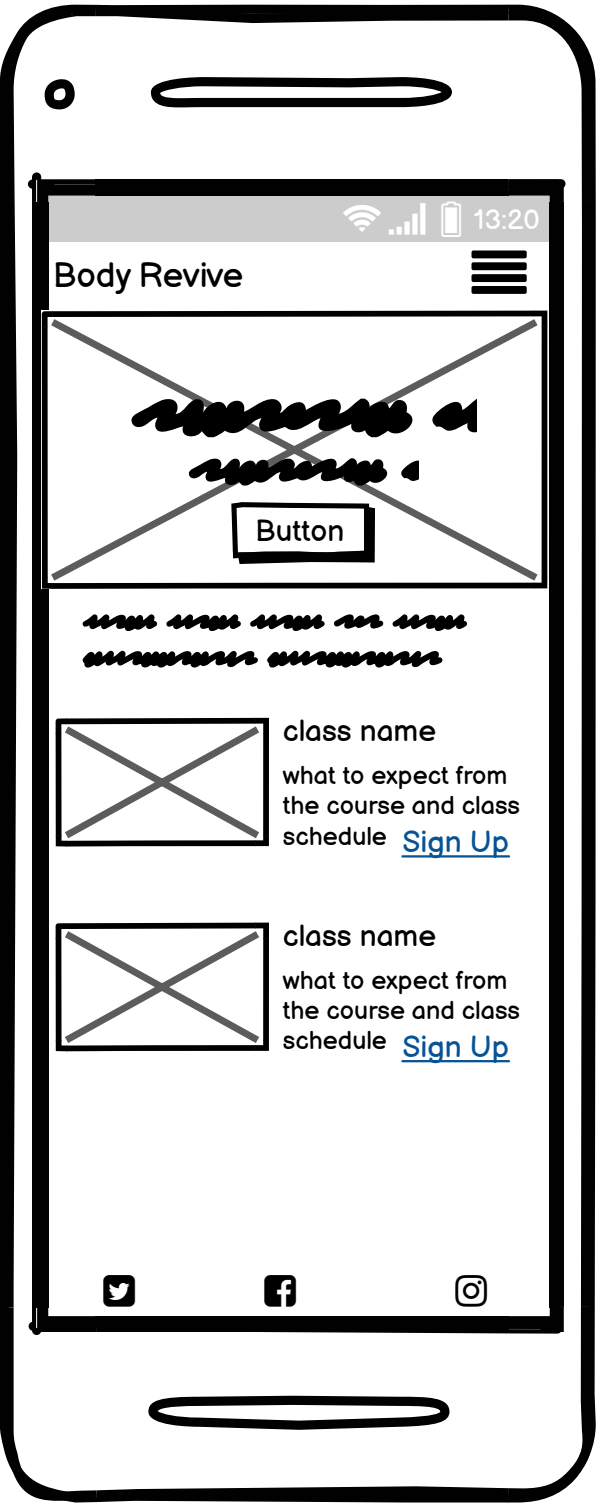 13:20
Body Revive
Button
class name
what to expect from
the course and class
schedule Sign Up
class name
what to expect from
the course and class
schedule Sign Up